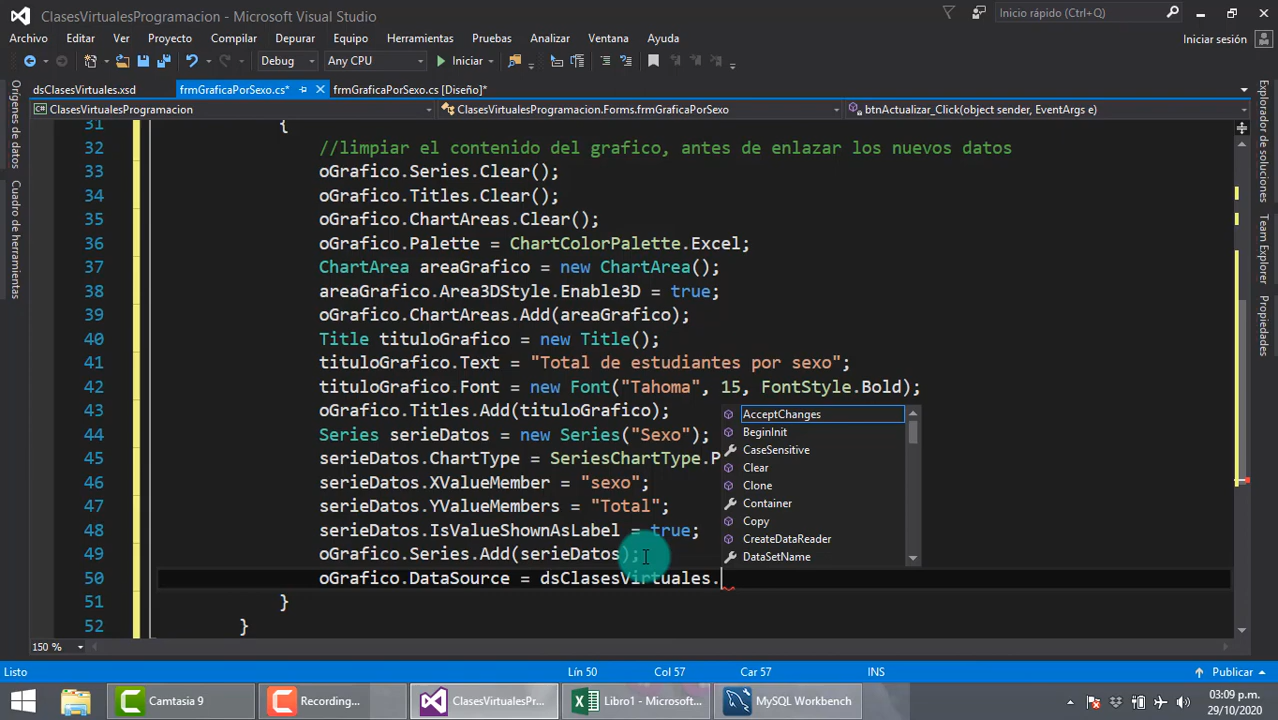 ClasesVirtualesProgramacion - Microsoft Visual Studio
Inicio rápido (Ctrl+Q)
Archivo Editar Ver Proyecto Compilar Depurar Equipo Herramientas Pruebas Analizar Ventana Ayuda
Iniciar sesión
Debug Any CPU Iniciar
dsClasesVirtuales.xsd frmGraficaPorSexo.cs* frmGraficaPorSexo.cs [Diseño]*
C# ClasesVirtualesProgramacion ClasesVirtualesProgramacion.Forms.frmGraficaPorSexo btnActualizar_Click(object sender, EventArgs e)
Orígenes de datos
Cuadro de herramientas
Explorador de soluciones
Team Explorer
Propiedades
31 {
32 //limpiar el contenido del grafico, antes de enlazar los nuevos datos
33 oGrafico.Series.Clear();
34 oGrafico.Titles.Clear();
35 oGrafico.ChartAreas.Clear();
36 oGrafico.Palette = ChartColorPalette.Excel;
37 ChartArea areaGrafico = new ChartArea();
38 areaGrafico.Area3DStyle.Enable3D = true;
39 oGrafico.ChartAreas.Add(areaGrafico);
40 Title tituloGrafico = new Title();
41 tituloGrafico.Text = "Total de estudiantes por sexo";
42 tituloGrafico.Font = new Font("Tahoma", 15, FontStyle.Bold);
43 oGrafico.Titles.Add(tituloGrafico);
44 Series serieDatos = new Series("Sexo");
45 serieDatos.ChartType = SeriesChartType.P
46 serieDatos.XValueMember = "sexo";
47 serieDatos.YValueMembers = "Total";
48 serieDatos.IsValueShownAsLabel = true;
49 oGrafico.Series.Add(serieDatos);
50 oGrafico.DataSource = dsClasesVirtuales.
51 }
52 }
AcceptChanges
BeginInit
CaseSensitive
Clear
Clone
Container
Copy
CreateDataReader
DataSetName
150 %
Listo Lín 50 Col 57 Car 57 INS Publicar
Camtasia 9 Recording... ClasesVirtualesPr... Libro1 - Microsoft... MySQL Workbench
03:09 p.m.
29/10/2020